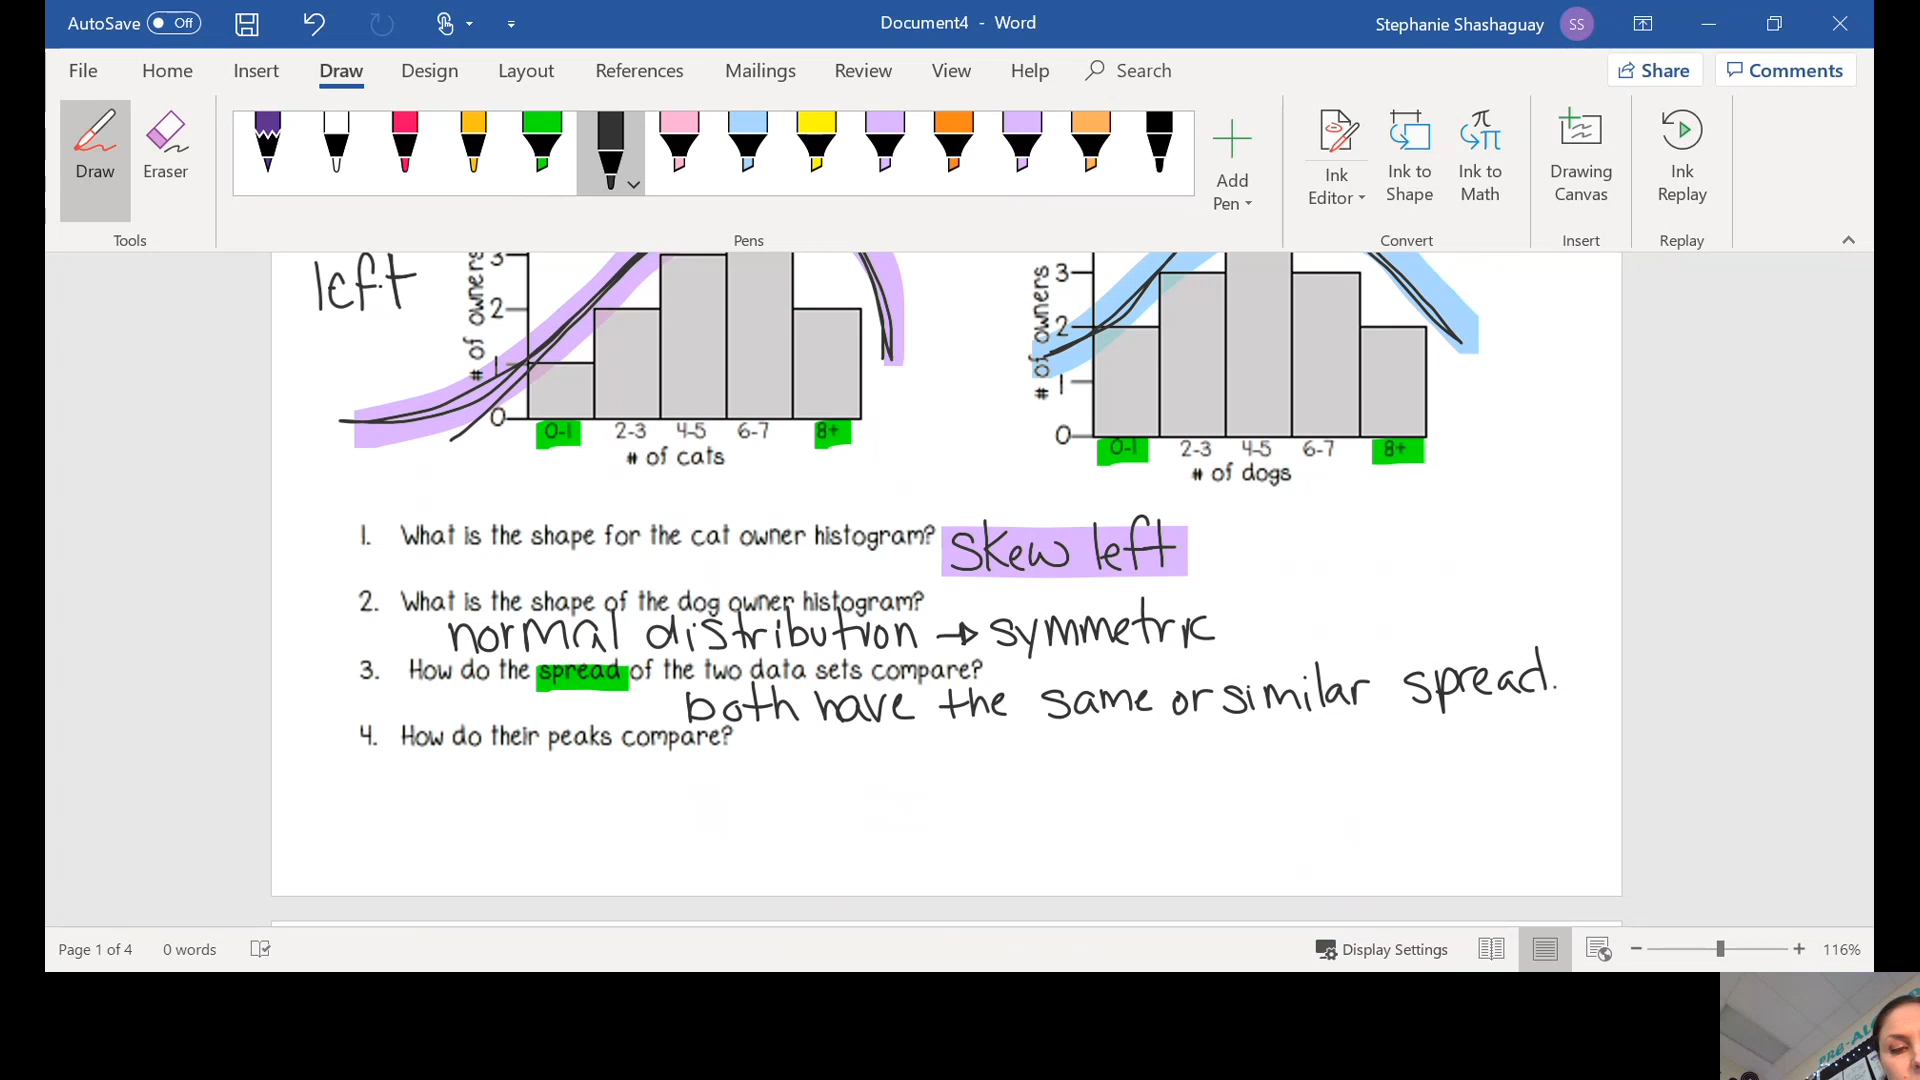 AutoSave Off Document4 - Word Stephanie Shashaguay SS
File Home Insert Draw Design Layout References Mailings Review View Help Search Share Comments
Draw Eraser Add Pen Ink Editor Ink to Shape Ink to Math Drawing Canvas Ink Replay
Tools Pens Convert Insert Replay
left
# of owners
3
2
1
0
0-1 2-3 4-5 6-7 8+
# of cats
# of owners
3
2
1
0
0-1 2-3 4-5 6-7 8+
# of dogs
1. What is the shape for the cat owner histogram? skew left
2. What is the shape of the dog owner histogram?
normal distribution → symmetric
3. How do the spread of the two data sets compare?
both have the same or similar spread.
4. How do their peaks compare?
Page 1 of 4 0 words Display Settings 116%